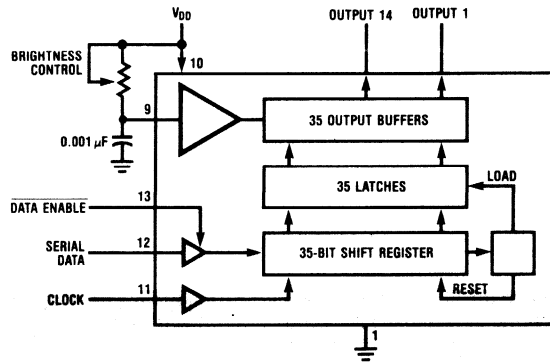 V_DD
OUTPUT 14
OUTPUT 1
BRIGHTNESS
CONTROL
10
9
35 OUTPUT BUFFERS
0.001 µF
35 LATCHES
LOAD
DATA ENABLE
13
SERIAL
DATA
12
35-BIT SHIFT REGISTER
CLOCK
11
RESET
1